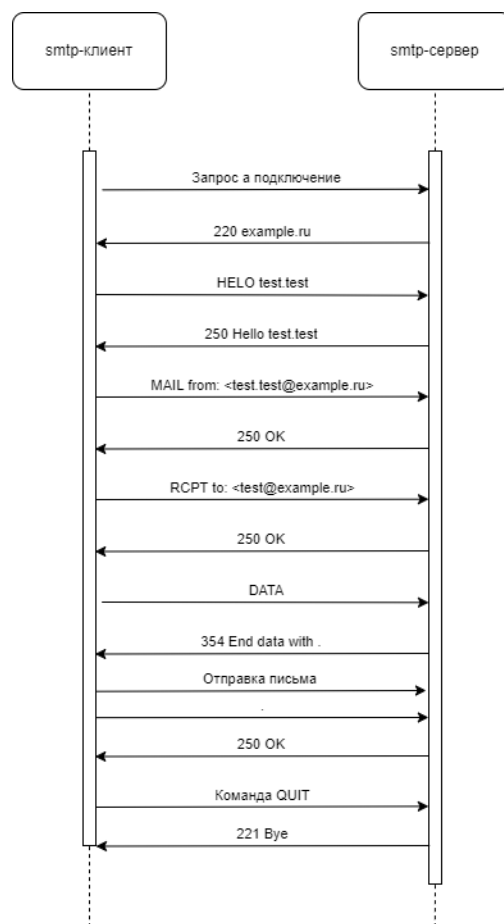 smtp-клиент
smtp-сервер
Запрос а подключение
220 example.ru
HELO test.test
250 Hello test.test
MAIL from: <test.test@example.ru>
250 OK
RCPT to: <test@example.ru>
250 OK
DATA
354 End data with .
Отправка письма
.
250 OK
Команда QUIT
221 Bye